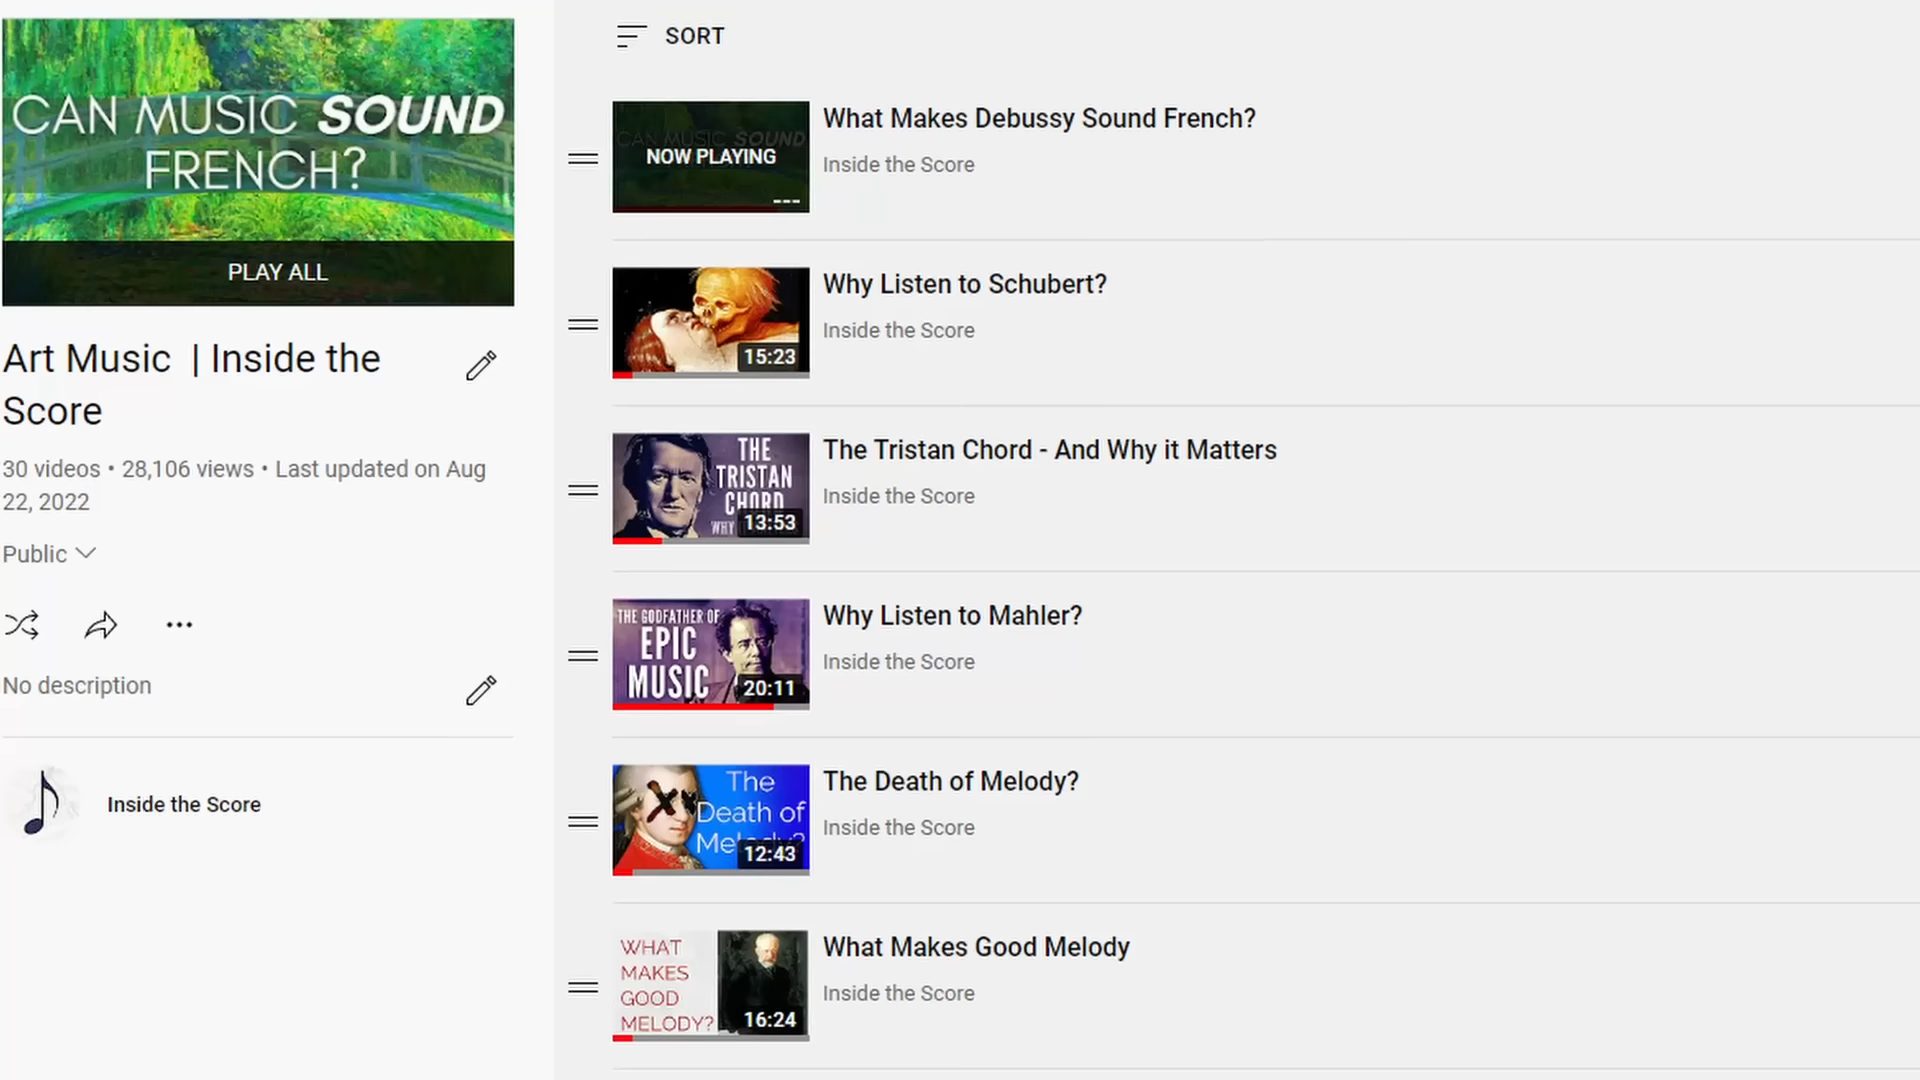 CAN MUSIC SOUND
FRENCH?
PLAY ALL
Art Music | Inside the
Score
30 videos • 28,106 views • Last updated on Aug
22, 2022
Public
No description
Inside the Score
SORT
CAN MUSIC SOUND
NOW PLAYING
What Makes Debussy Sound French?
Inside the Score
15:23
Why Listen to Schubert?
Inside the Score
THE
TRISTAN
CHORD
WHY
13:53
The Tristan Chord - And Why it Matters
Inside the Score
THE GODFATHER OF
EPIC
MUSIC
20:11
Why Listen to Mahler?
Inside the Score
The
Death of
Melody?
12:43
The Death of Melody?
Inside the Score
WHAT
MAKES
GOOD
MELODY?
16:24
What Makes Good Melody
Inside the Score